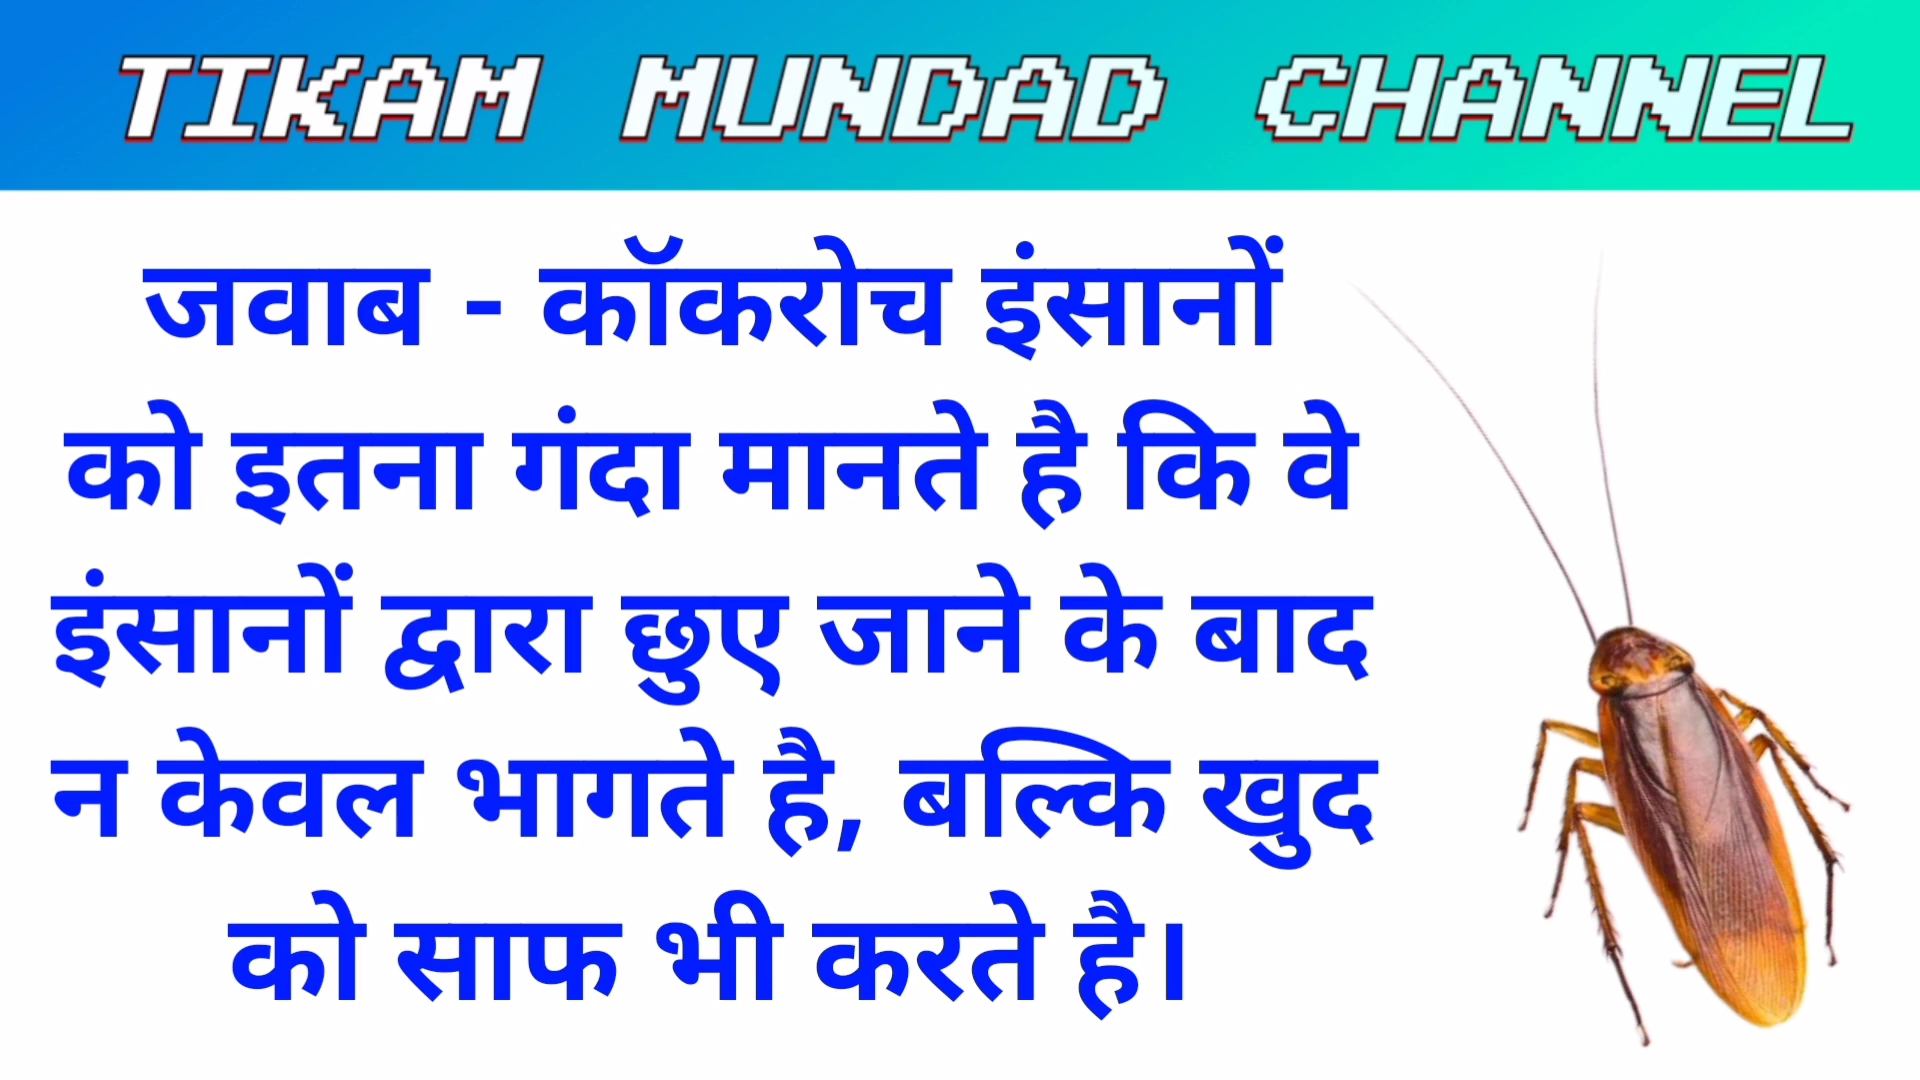 TIKAM MUNDAD CHANNEL
जवाब - कॉकरोच इंसानों
को इतना गंदा मानते है कि वे
इंसानों द्वारा छुए जाने के बाद
न केवल भागते है, बल्कि खुद
को साफ भी करते है।